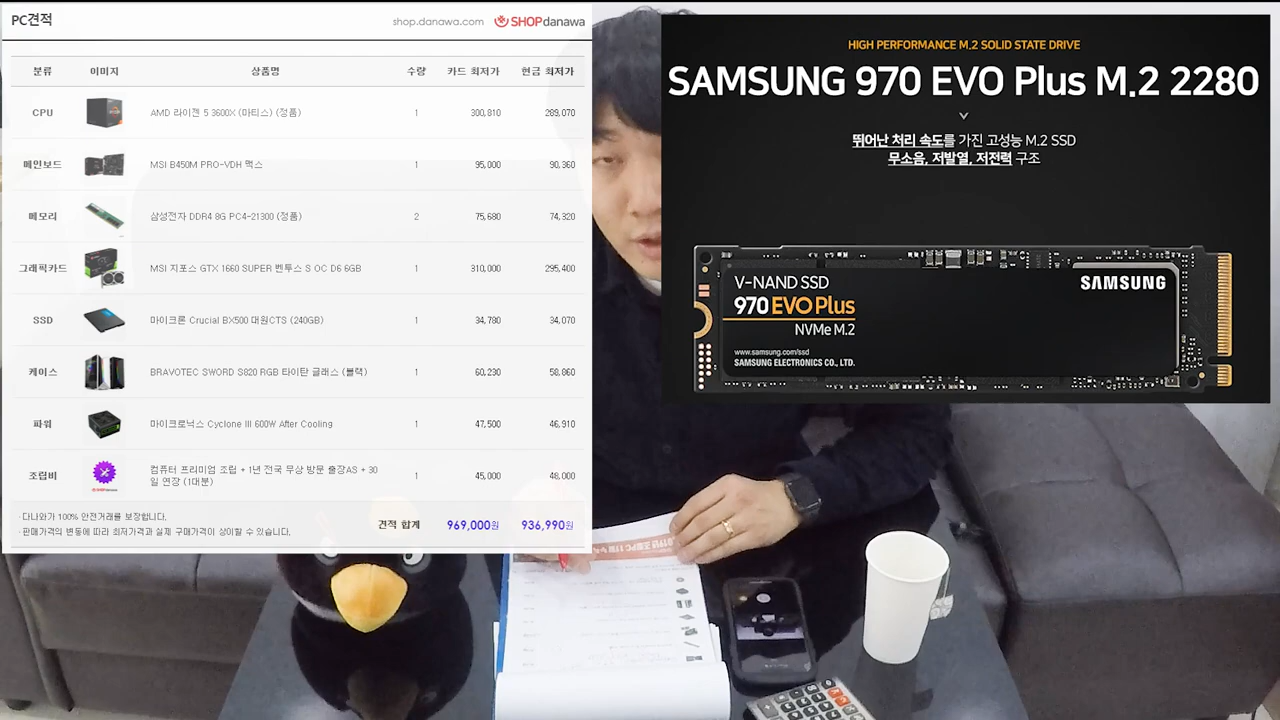 PC견적
shop.danawa.com SHOPdanawa
분류 이미지 상품명 수량 카드 최저가 현금 최저가
CPU AMD 라이젠 5 3600X (마티스) (정품) 1 300,810 289,070
메인보드 MSI B450M PRO-VDH 맥스 1 95,000 90,360
메모리 삼성전자 DDR4 8G PC4-21300 (정품) 2 75,680 74,320
그래픽카드 MSI 지포스 GTX 1660 SUPER 벤투스 S OC D6 6GB 1 310,000 295,400
SSD 마이크론 Crucial BX500 대원CTS (240GB) 1 34,780 34,070
케이스 BRAVOTEC SWORD S820 RGB 타이탄 글래스 (블랙) 1 60,230 58,860
파워 마이크로닉스 Cyclone III 600W After Cooling 1 47,500 46,910
조립비 컴퓨터 프리미엄 조립 + 1년 전국 무상 방문 출장AS + 30
일 연장 (1대분) 1 45,000 48,000
· 다나와가 100% 안전거래를 보장합니다.
· 판매가격의 변동에 따라 최저가격과 실제 구매가격이 상이할 수 있습니다.
견적 합계 969,000원 936,990원
HIGH PERFORMANCE M.2 SOLID STATE DRIVE
SAMSUNG 970 EVO Plus M.2 2280
뛰어난 처리 속도를 가진 고성능 M.2 SSD
무소음, 저발열, 저전력 구조
V-NAND SSD
970 EVO Plus
NVMe M.2
www.samsung.com/ssd
SAMSUNG ELECTRONICS CO., LTD.
SAMSUNG